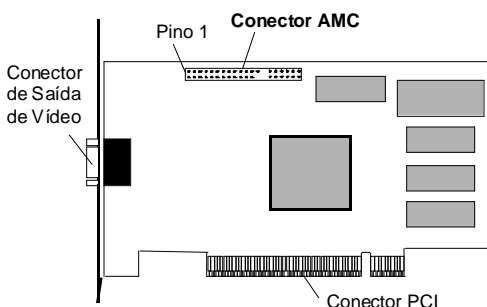 Pino 1
Conector AMC
Conector
de Saída
de Vídeo
Conector PCI